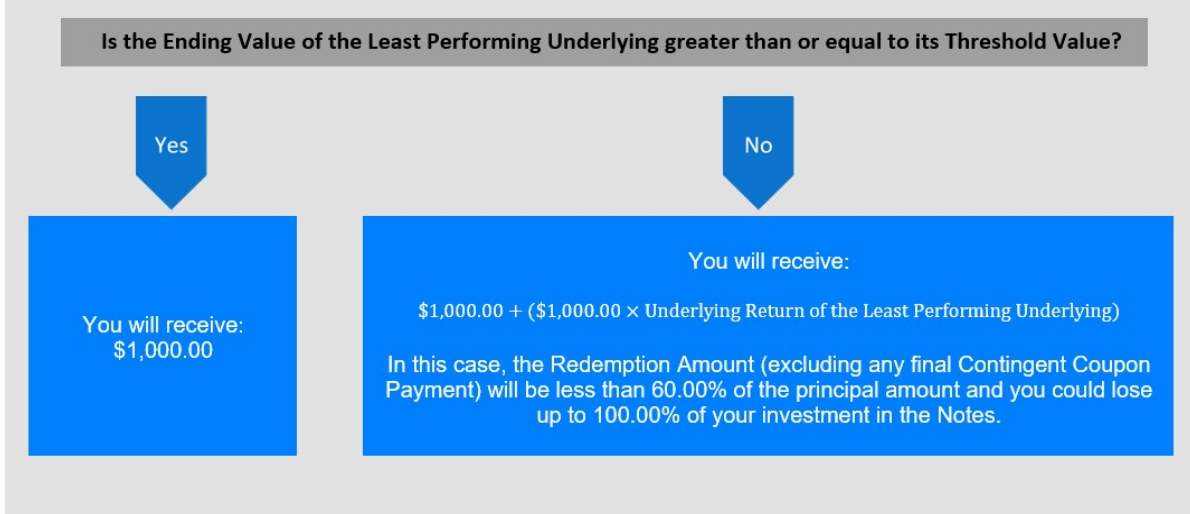 Is the Ending Value of the Least Performing Underlying greater than or equal to its Threshold Value?
Yes
No
You will receive:
$1,000.00
You will receive:
$1,000.00 + ($1,000.00 × Underlying Return of the Least Performing Underlying)
In this case, the Redemption Amount (excluding any final Contingent Coupon
Payment) will be less than 60.00% of the principal amount and you could lose
up to 100.00% of your investment in the Notes.